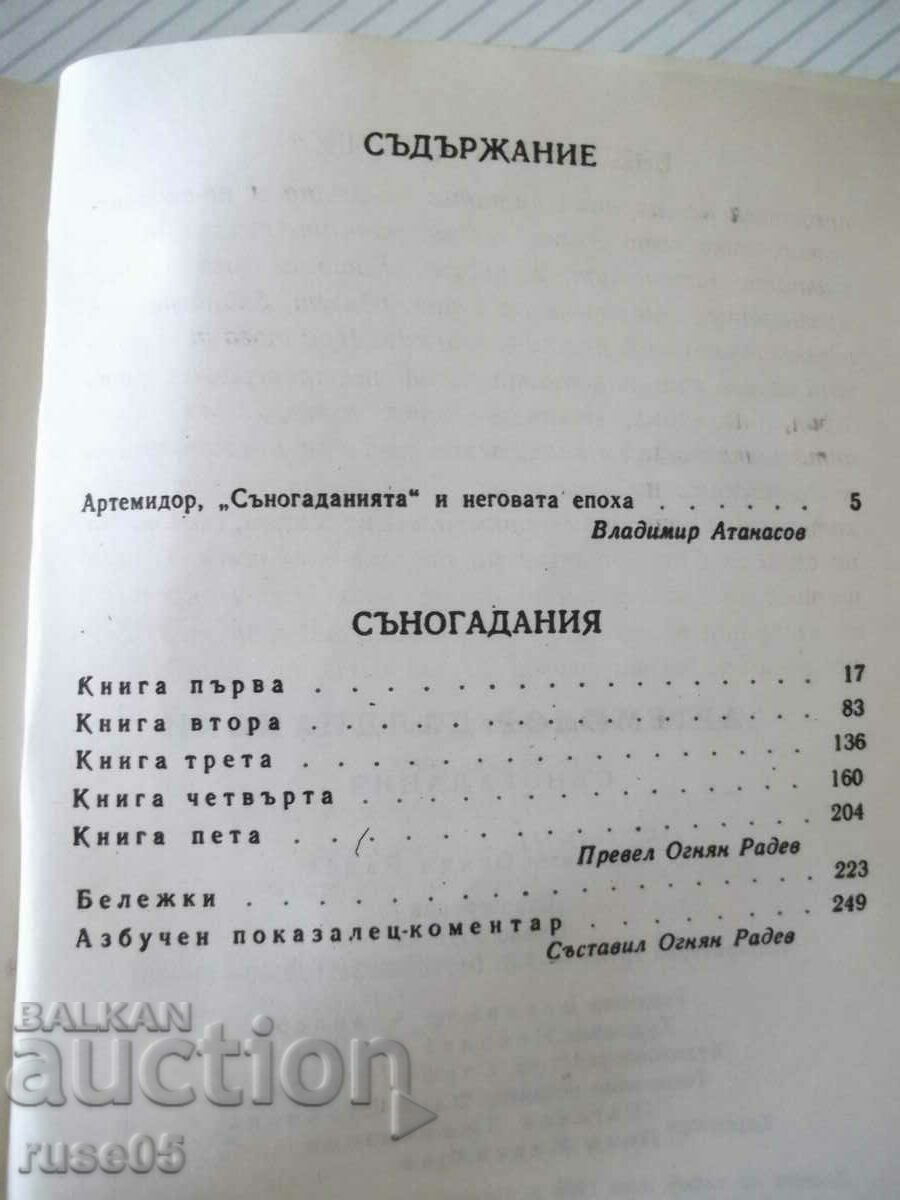 СЪДЪРЖАНИЕ
Артемидор, „Съногаданията“ и неговата епоха . . . . . . 5
Владимир Атанасов
СЪНОГАДАНИЯ
Книга първа . . . . . . . . . . . . . . . . . 17
Книга втора . . . . . . . . . . . . . . . . . 83
Книга трета . . . . . . . . . . . . . . . . . 136
Книга четвърта . . . . . . . . . . . . . . . 160
Книга пета . . . . . . . . . . . . . . . . . 204
Превел Огнян Радев
Бележки . . . . . . . . . . . . . . . . . . 223
Азбучен показалец-коментар . . . . . . . . 249
Съставил Огнян Радев
BALKAN
auction
ruse05